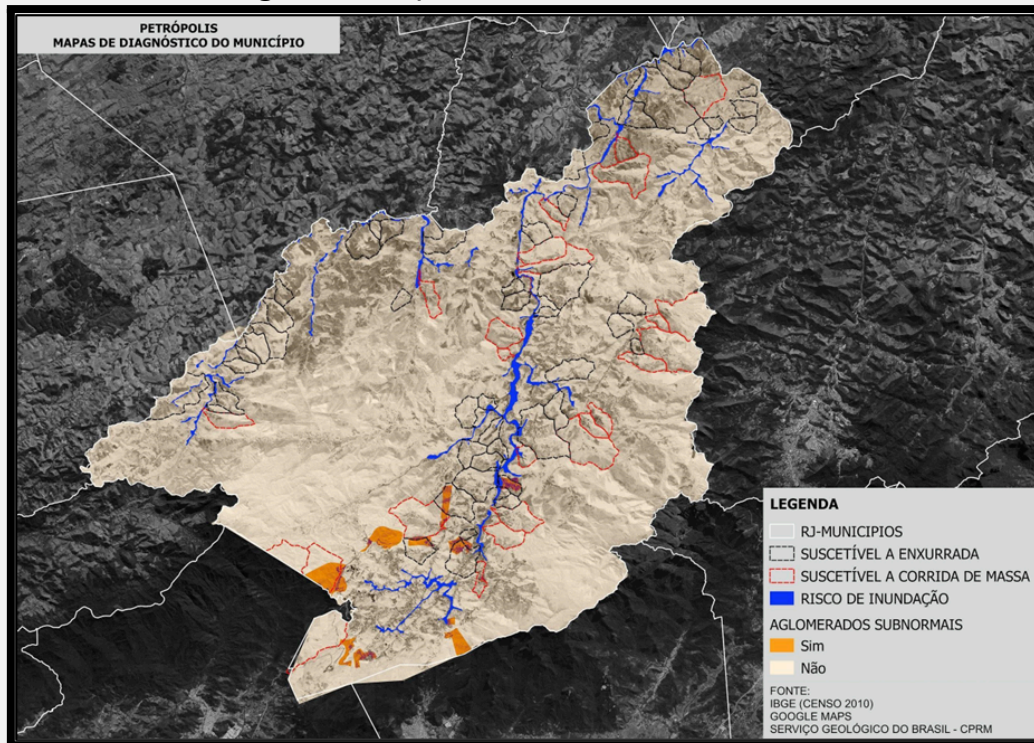 PETRÓPOLIS
MAPAS DE DIAGNÓSTICO DO MUNICÍPIO
LEGENDA
RJ-MUNICIPIOS
SUSCETÍVEL A ENXURRADA
SUSCETÍVEL A CORRIDA DE MASSA
RISCO DE INUNDAÇÃO
AGLOMERADOS SUBNORMAIS
Sim
Não
FONTE:
IBGE (CENSO 2010)
GOOGLE MAPS
SERVIÇO GEOLÓGICO DO BRASIL - CPRM